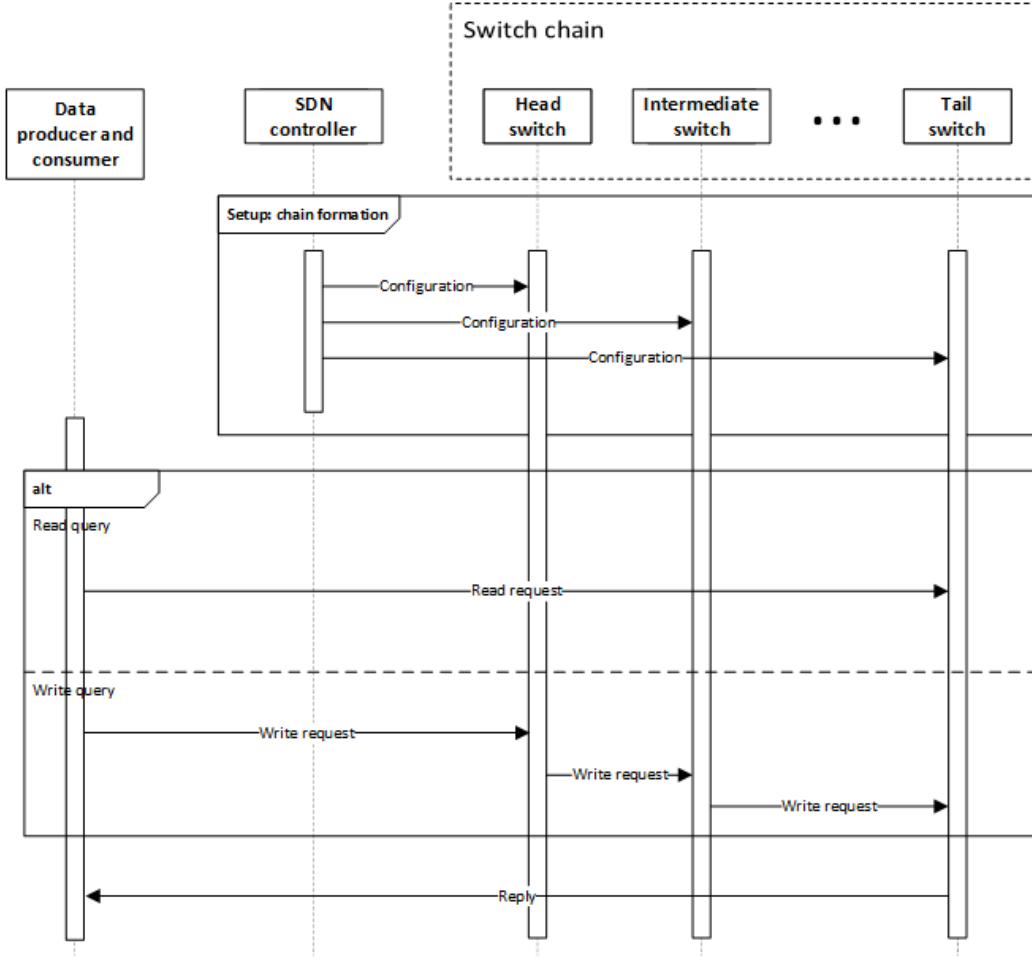 Switch chain
Data
producer and
consumer
SDN
controller
Head
switch
Intermediate
switch
• • •
Tail
switch
Setup: chain formation
Configuration
Configuration
Configuration
alt
Read query
Read request
Write query
Write request
Write request
Write request
Reply